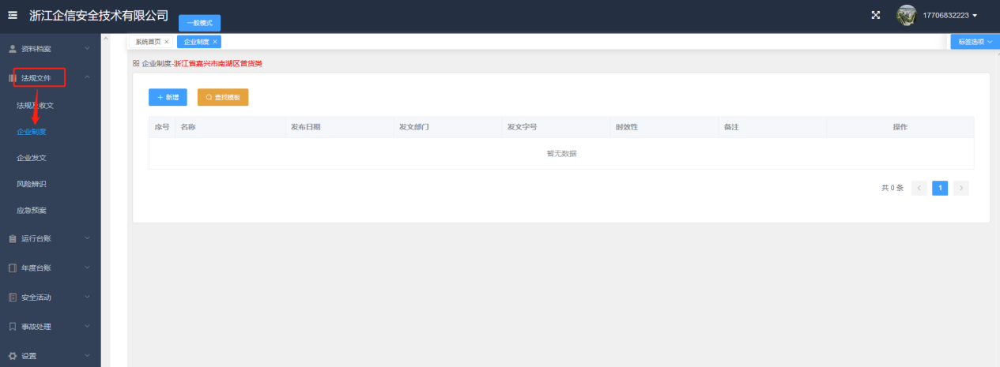 浙江企信安全技术有限公司
一般模式
17706832223
资料档案
法规文件
法规及收文
企业制度
企业发文
风险辨识
应急预案
运行台账
年度台账
安全活动
事故处理
设置
系统首页 ×
企业制度 ×
标签选项
企业制度-浙江省嘉兴市南湖区普货类
+ 新增
查找模板
序号 名称 发布日期 发文部门 发文字号 时效性 备注 操作
暂无数据
共 0 条 < 1 >